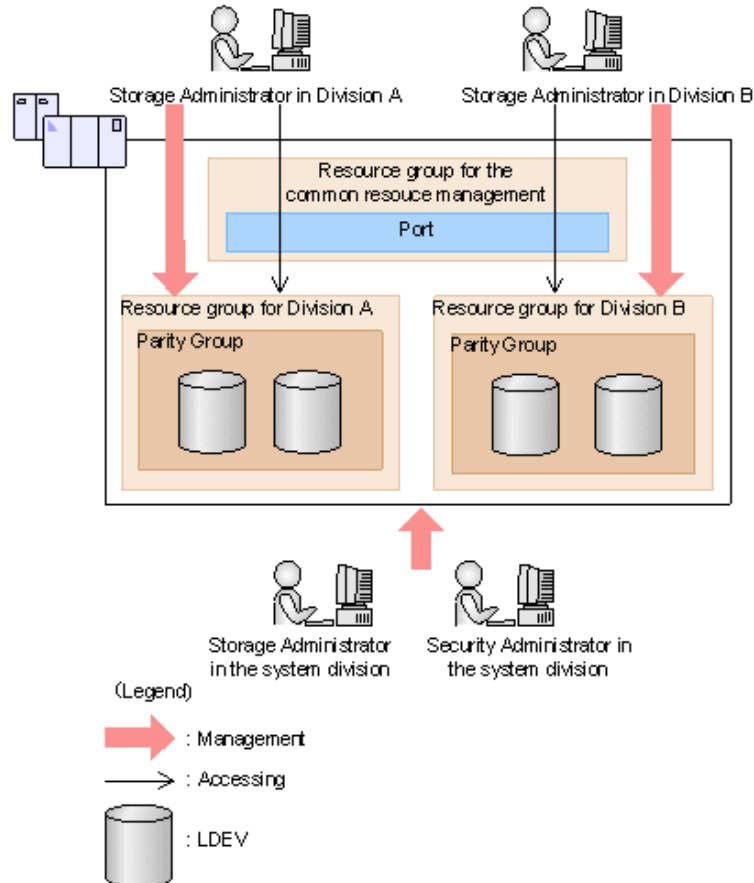 Storage Administrator in Division A
Storage Administrator in Division B
Resource group for the
common resouce management
Port
Resource group for Division A
Parity Group
Resource group for Division B
Parity Group
Storage Administrator
in the system division
Security Administrator in
the system division
(Legend)
: Management
: Accessing
: LDEV